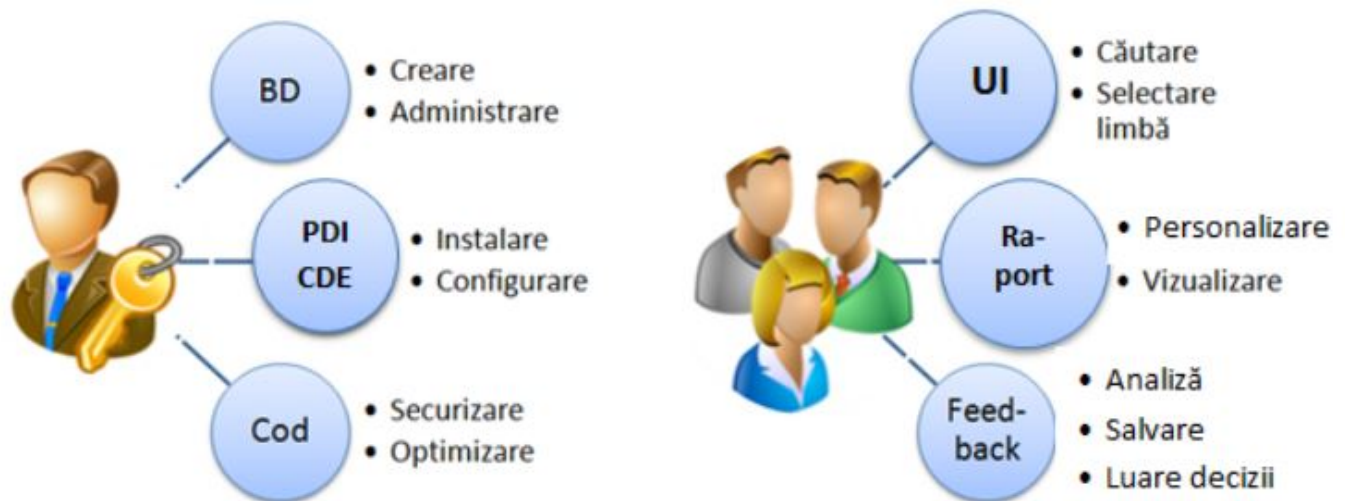 BD
• Creare
• Administrare
PDI
CDE
• Instalare
• Configurare
Cod
• Securizare
• Optimizare
UI
• Căutare
• Selectare
limbă
Ra-
port
• Personalizare
• Vizualizare
Feed-
back
• Analiză
• Salvare
• Luare decizii